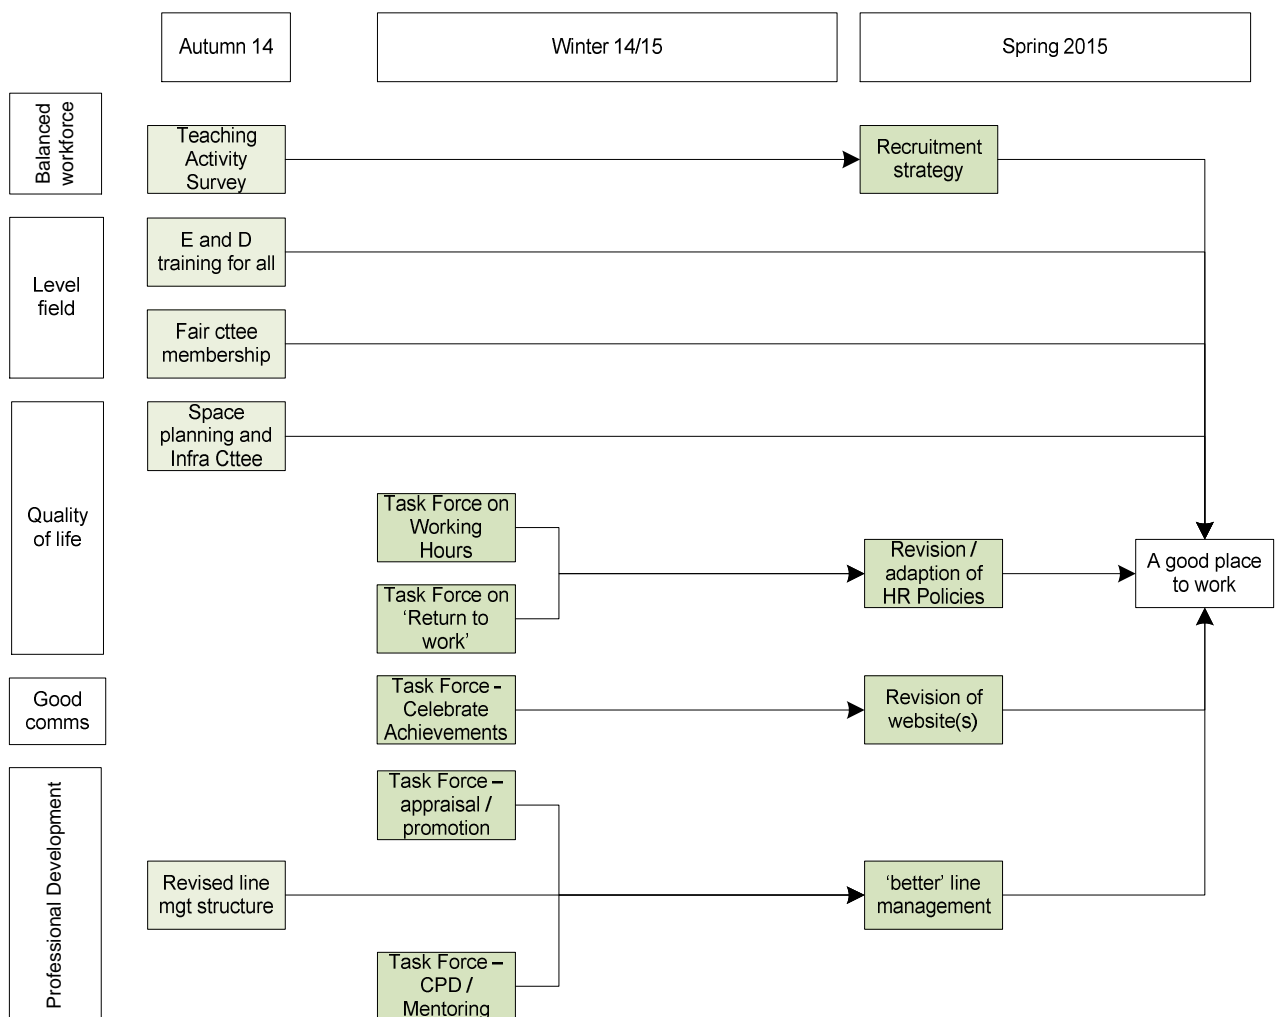 Autumn 14
Winter 14/15
Spring 2015
Balanced
workforce
Teaching
Activity
Survey
Recruitment
strategy
Level
field
E and D
training for all
Fair cttee
membership
Quality
of life
Space
planning and
Infra Cttee
Task Force on
Working
Hours
Task Force on
‘Return to
work’
Revision /
adaption of
HR Policies
A good place
to work
Good
comms
Task Force -
Celebrate
Achievements
Revision of
website(s)
Professional Development
Task Force –
appraisal /
promotion
Revised line
mgt structure
‘better’ line
management
Task Force –
CPD /
Mentoring